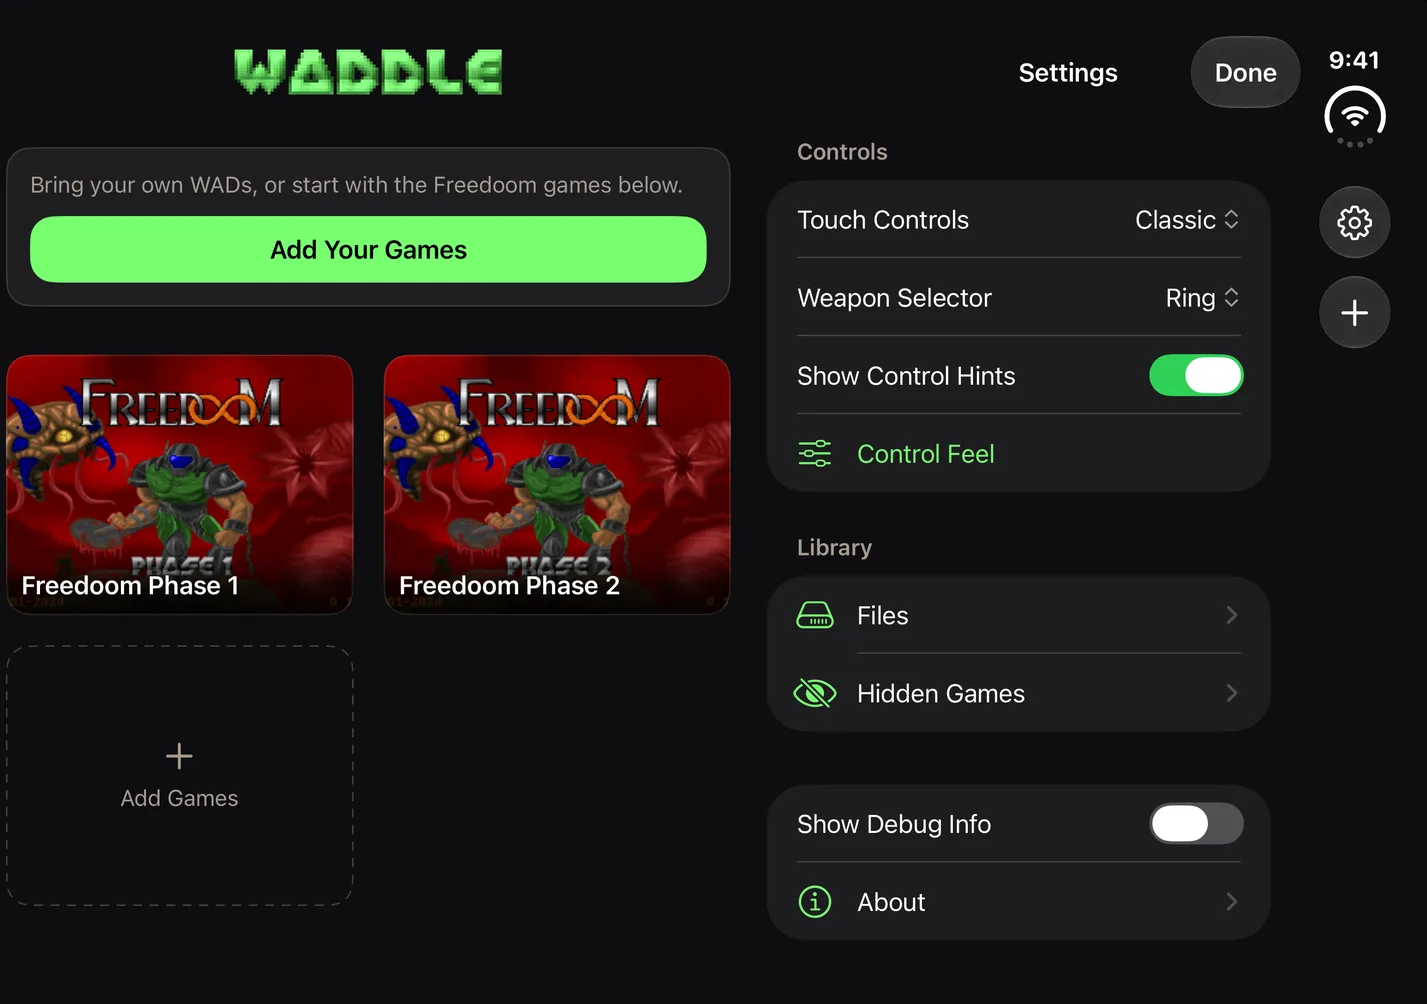 WADDLE
Bring your own WADs, or start with the Freedoom games below.
Add Your Games
FREEDOOM
PHASE 1
Freedoom Phase 1
FREEDOOM
PHASE 2
Freedoom Phase 2
Add Games
Settings
Done
9:41
Controls
Touch Controls Classic
Weapon Selector Ring
Show Control Hints
Control Feel
Library
Files
Hidden Games
Show Debug Info
About